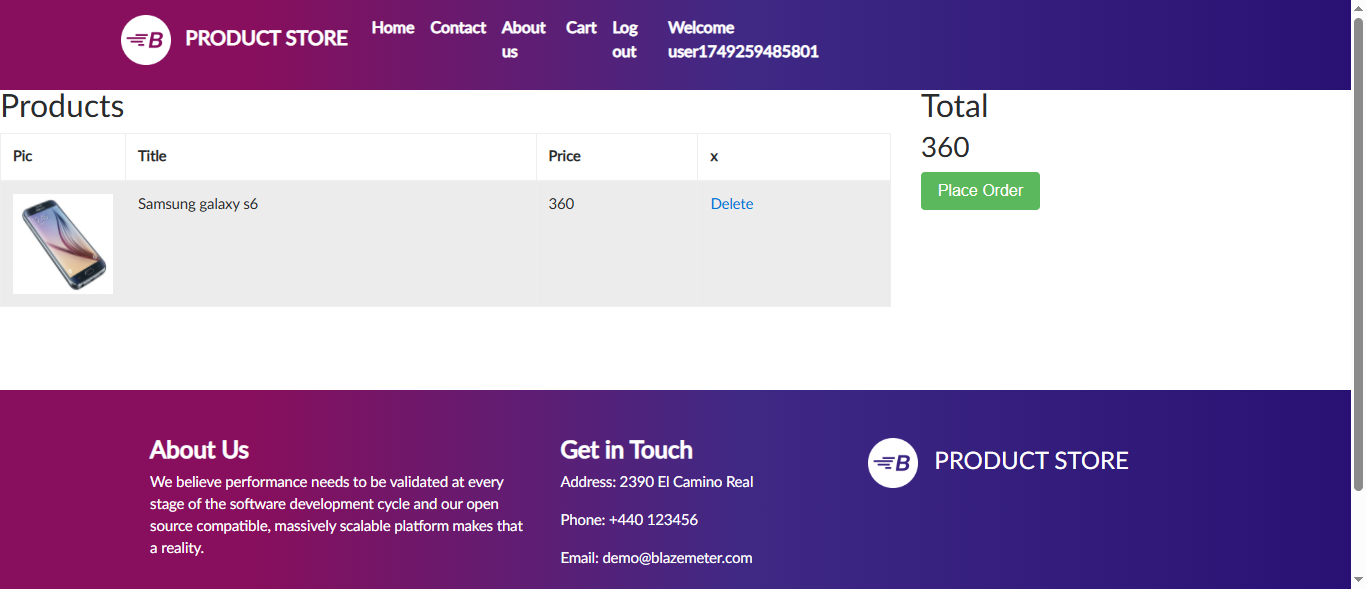 B PRODUCT STORE Home Contact About us Cart Log out Welcome user1749259485801
Products
Total
360
Pic Title Price x
Place Order
Samsung galaxy s6 360 Delete
About Us
We believe performance needs to be validated at every
stage of the software development cycle and our open
source compatible, massively scalable platform makes that
a reality.
Get in Touch
Address: 2390 El Camino Real
Phone: +440 123456
Email: demo@blazemeter.com
B PRODUCT STORE